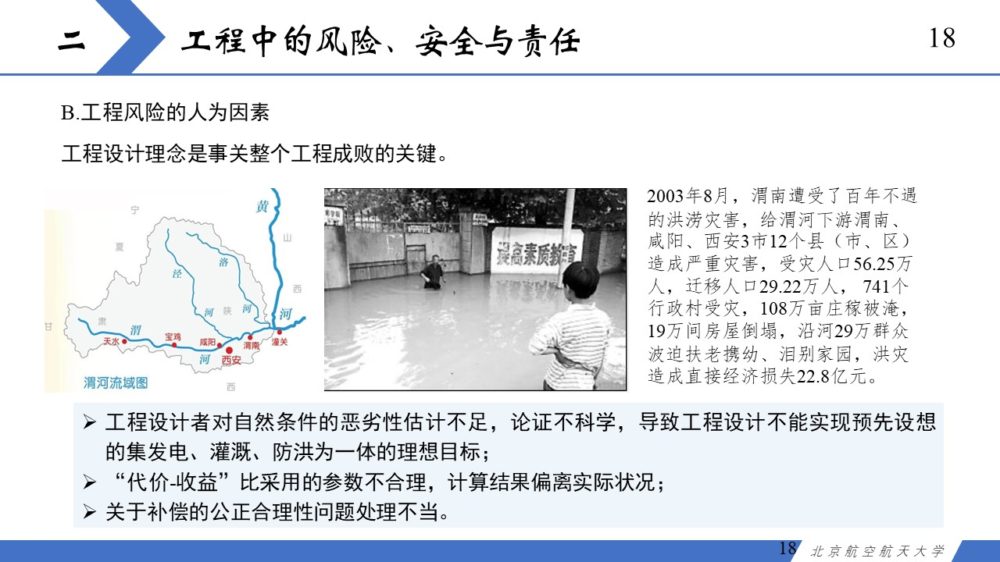 二
工程中的风险、安全与责任
18
B.工程风险的人为因素
工程设计理念是事关整个工程成败的关键。
黄
宁
夏
山
洛
泾
西
河
陕
河
河
甘
肃
渭
天水
宝鸡
咸阳
渭南
潼关
河
西安
渭河流域图
西
提高素质教育
2003年8月，渭南遭受了百年不遇
的洪涝灾害，给渭河下游渭南、
咸阳、西安3市12个县（市、区）
造成严重灾害，受灾人口56.25万
人，迁移人口29.22万人， 741个
行政村受灾，108万亩庄稼被淹，
19万间房屋倒塌，沿河29万群众
波迫扶老携幼、泪别家园，洪灾
造成直接经济损失22.8亿元。
➢ 工程设计者对自然条件的恶劣性估计不足，论证不科学，导致工程设计不能实现预先设想
的集发电、灌溉、防洪为一体的理想目标；
➢ “代价-收益”比采用的参数不合理，计算结果偏离实际状况；
➢ 关于补偿的公正合理性问题处理不当。
18
北京航空航天大学